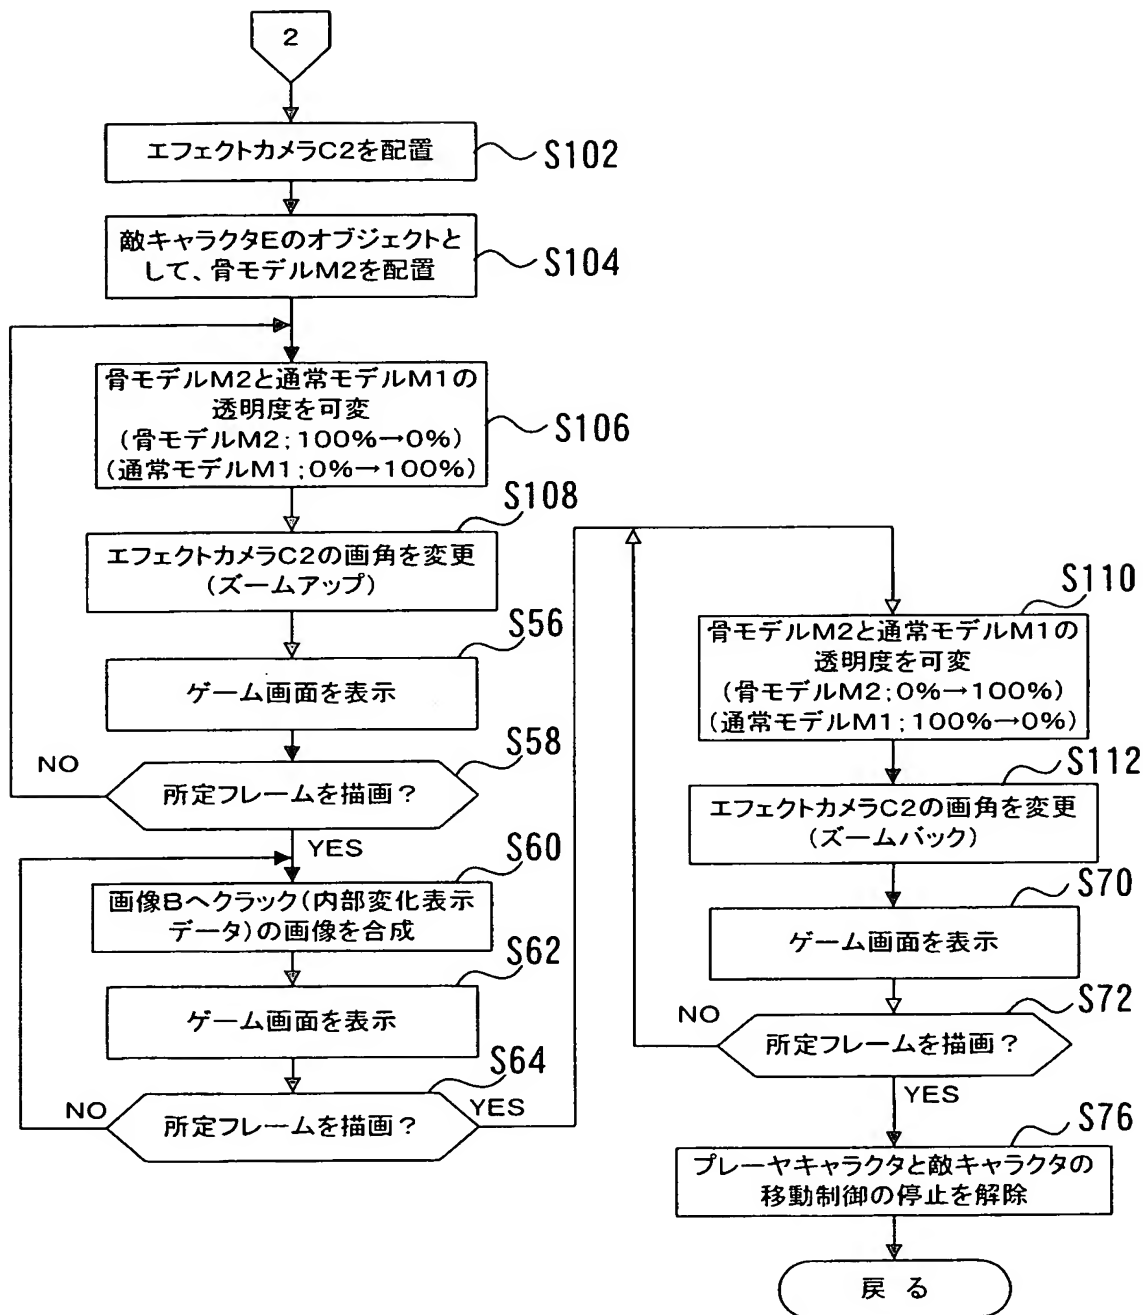 2
エフェクトカメラC2を配置
S102
敵キャラクタEのオブジェクトと
して、骨モデルM2を配置
S104
骨モデルM2と通常モデルM1の
透明度を可変
(骨モデルM2;100%→0%)
(通常モデルM1;0%→100%)
S106
S108
エフェクトカメラC2の画角を変更
(ズームアップ)
S56
ゲーム画面を表示
S58
NO
所定フレームを描画?
YES
S60
画像Bへクラック(内部変化表示
データ)の画像を合成
S62
ゲーム画面を表示
S64
NO
所定フレームを描画?
YES
S110
骨モデルM2と通常モデルM1の
透明度を可変
(骨モデルM2;0%→100%)
(通常モデルM1;100%→0%)
S112
エフェクトカメラC2の画角を変更
(ズームバック)
S70
ゲーム画面を表示
S72
NO
所定フレームを描画?
YES
S76
プレーヤキャラクタと敵キャラクタの
移動制御の停止を解除
戻る